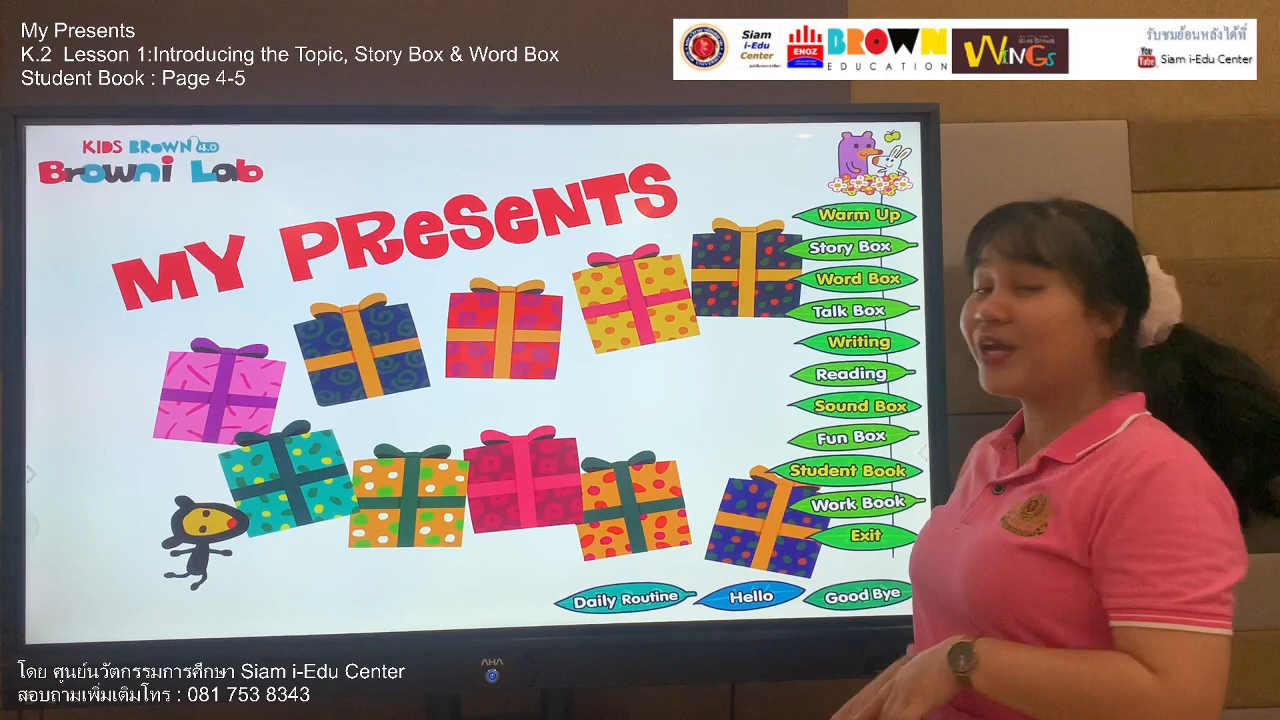 My Presents
K.2 Lesson 1:Introducing the Topic, Story Box & Word Box
Student Book : Page 4-5
Siam
i-Edu
Center
ENOZ
BROWN
EDUCATION
KIDS BROWN
WiNGS
รับชมย้อนหลังได้ที่
You
Tube
Siam i-Edu Center
KIDS BROWN 4.0
Browni Lab
MY PReSeNTS
Warm Up
Story Box
Word Box
Talk Box
Writing
Reading
Sound Box
Fun Box
Student Book
Work Book
Exit
Daily Routine
Hello
Good Bye
AHA
โดย ศูนย์นวัตกรรมการศึกษา Siam i-Edu Center
สอบถามเพิ่มเติมโทร : 081 753 8343